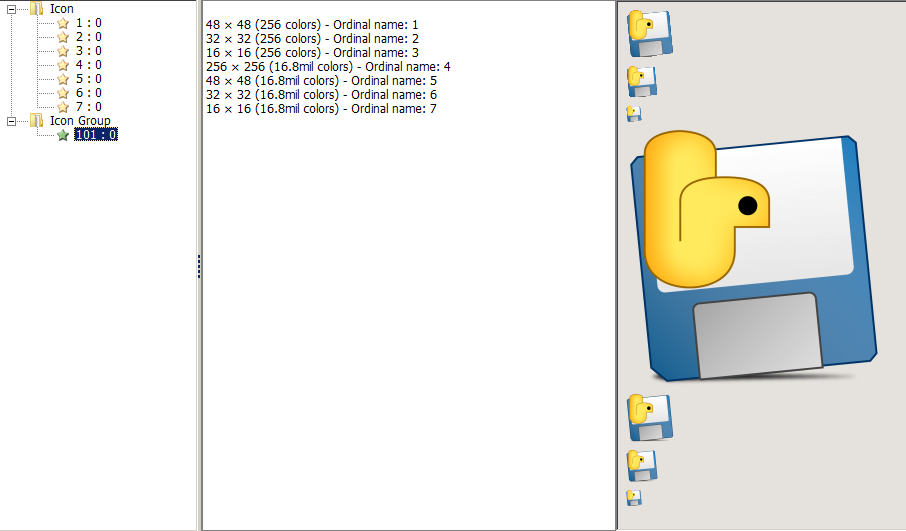 Icon
1 : 0
2 : 0
3 : 0
4 : 0
5 : 0
6 : 0
7 : 0
Icon Group
101 : 0
48 × 48 (256 colors) - Ordinal name: 1
32 × 32 (256 colors) - Ordinal name: 2
16 × 16 (256 colors) - Ordinal name: 3
256 × 256 (16.8mil colors) - Ordinal name: 4
48 × 48 (16.8mil colors) - Ordinal name: 5
32 × 32 (16.8mil colors) - Ordinal name: 6
16 × 16 (16.8mil colors) - Ordinal name: 7